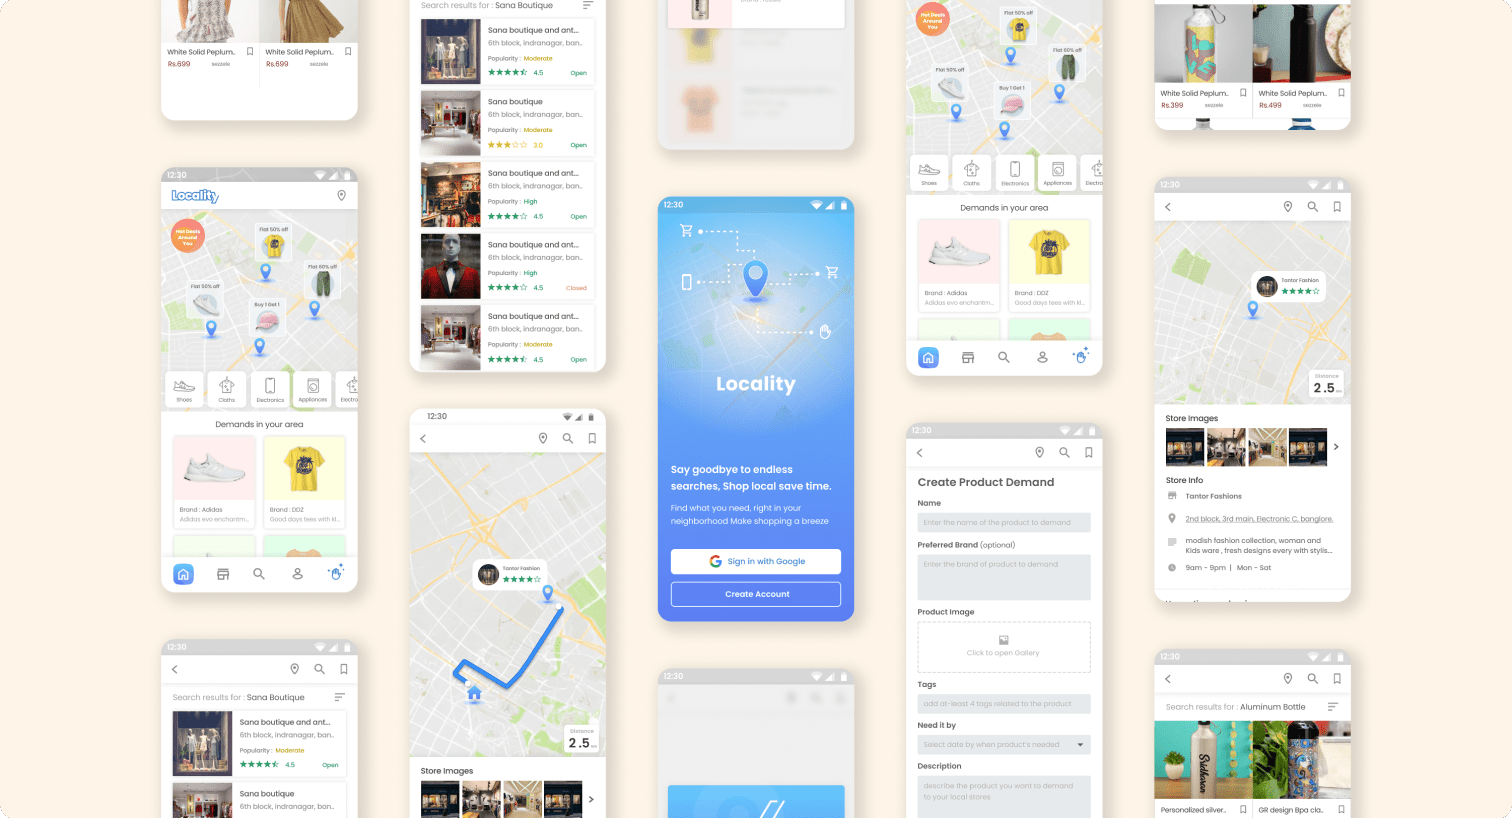 White Solid Peplum..
Rs.699
sezzele
White Solid Peplum..
Rs.699
sezzele
12:30
Locality
Hot Deals
Around
You
Flat 50% off
Flat 60% off
Flat 50% off
Buy 1 Get 1
Shoes
Cloths
Electronics
Appliances
Electro
Demands in your area
Brand : Adidas
Adidas evo enchantm...
Brand : DDZ
Good days tees with kl...
12:30
Search results for : Sana Boutique
Sana boutique and ant...
6th block, indranagar, ban..
Popularity : Moderate
4.5
Open
Sana boutique
6th block, indranagar, ban..
Search results for : Sana Boutique
Sana boutique and ant...
6th block, indranagar, ban..
Popularity : Moderate
4.5
Open
Sana boutique
6th block, indranagar, ban..
Popularity : Moderate
3.0
Open
Sana boutique and ant...
6th block, indranagar, ban..
Popularity : High
4.5
Open
Sana boutique and ant...
6th block, indranagar, ban..
Popularity : High
4.5
Closed
Sana boutique and ant...
6th block, indranagar, ban..
Popularity : Moderate
4.5
Open
12:30
Tantor Fashion
Distance
2.5 km
Store Images
12:30
Locality
Say goodbye to endless
searches, Shop local save time.
Find what you need, right in your
neighborhood Make shopping a breeze
Sign in with Google
Create Account
12:30
Hot Deals
Around
You
Flat 50% off
Flat 60% off
Flat 50% off
Buy 1 Get 1
Shoes
Cloths
Electronics
Appliances
Electro
Demands in your area
Brand : Adidas
Adidas evo enchantm...
Brand : DDZ
Good days tees with kl...
12:30
Create Product Demand
Name
Enter the name of the product to demand
Preferred Brand (optional)
Enter the brand of product to demand
Product Image
Click to open Gallery
Tags
add at-least 4 tags related to the product
Need it by
Select date by when product's needed
Description
describe the product you want to demand
to your local stores
White Solid Peplum..
Rs.399
sezzele
White Solid Peplum..
Rs.499
sezzele
12:30
Tantor Fashion
Distance
2.5 km
Store Images
Store Info
Tantor Fashions
2nd block, 3rd main, Electronic C, banglore.
modish fashion collection, woman and
Kids ware , fresh designs every with stylis...
9am - 9pm | Mon - Sat
12:30
Search results for : Aluminum Bottle
Personalized silver..
GR design Bpa cla..